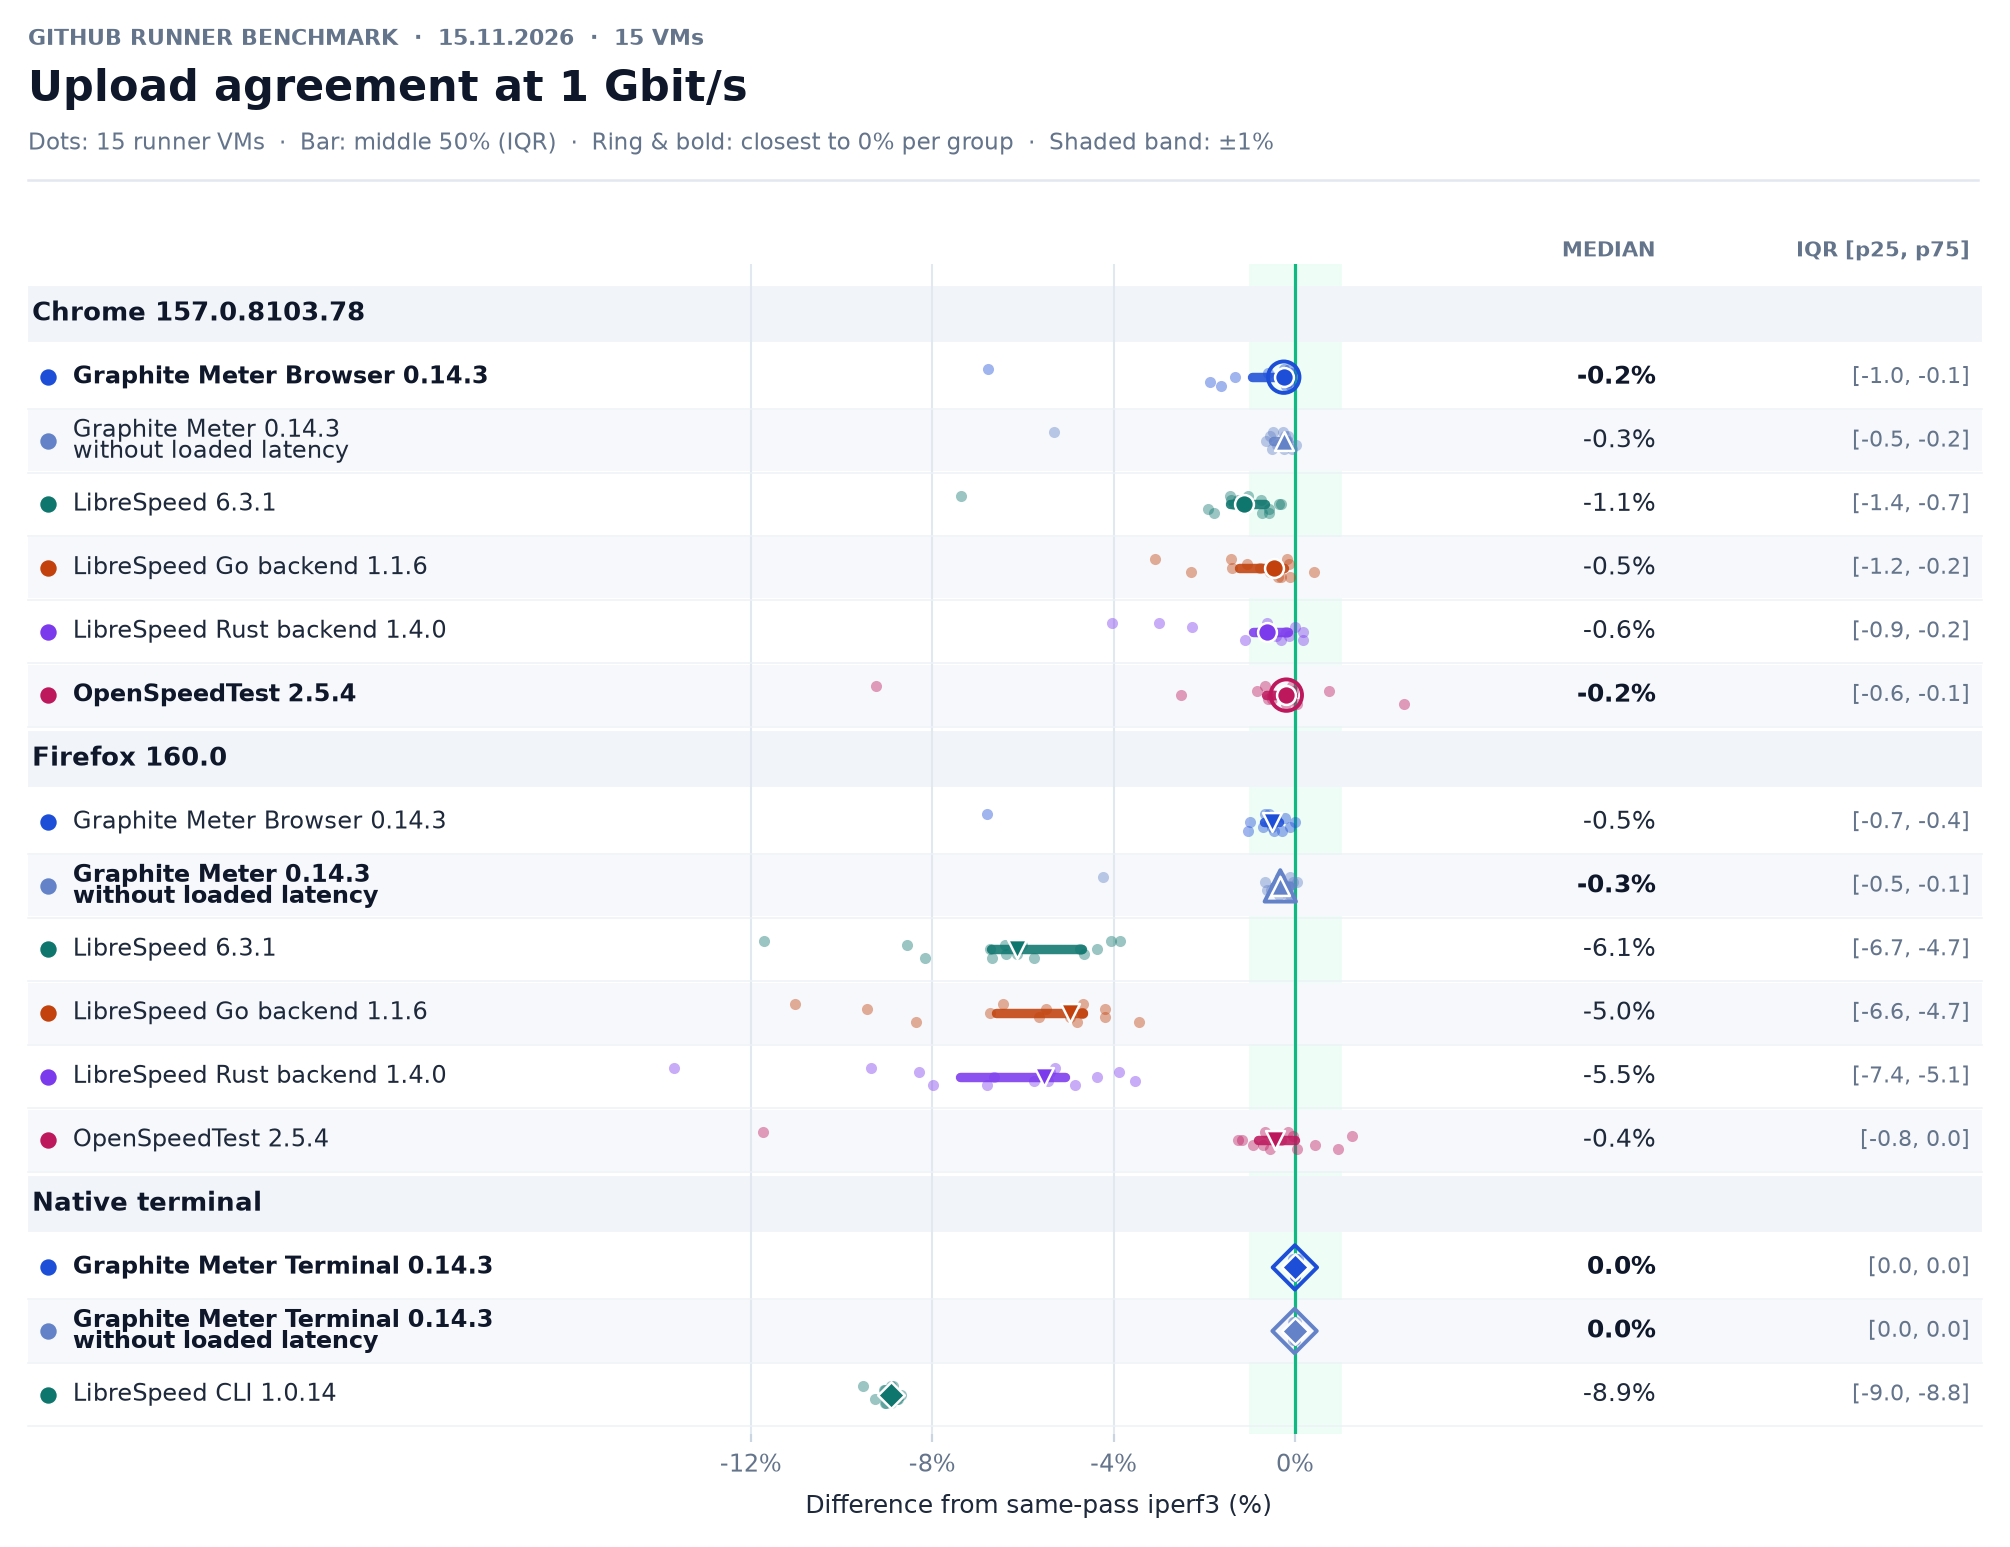 GITHUB RUNNER BENCHMARK · 15.11.2026 · 15 VMs
Upload agreement at 1 Gbit/s
Dots: 15 runner VMs · Bar: middle 50% (IQR) · Ring & bold: closest to 0% per group · Shaded band: ±1%
MEDIAN IQR [p25, p75]
Chrome 157.0.8103.78
Graphite Meter Browser 0.14.3 -0.2% [-1.0, -0.1]
Graphite Meter 0.14.3
without loaded latency -0.3% [-0.5, -0.2]
LibreSpeed 6.3.1 -1.1% [-1.4, -0.7]
LibreSpeed Go backend 1.1.6 -0.5% [-1.2, -0.2]
LibreSpeed Rust backend 1.4.0 -0.6% [-0.9, -0.2]
OpenSpeedTest 2.5.4 -0.2% [-0.6, -0.1]
Firefox 160.0
Graphite Meter Browser 0.14.3 -0.5% [-0.7, -0.4]
Graphite Meter 0.14.3
without loaded latency -0.3% [-0.5, -0.1]
LibreSpeed 6.3.1 -6.1% [-6.7, -4.7]
LibreSpeed Go backend 1.1.6 -5.0% [-6.6, -4.7]
LibreSpeed Rust backend 1.4.0 -5.5% [-7.4, -5.1]
OpenSpeedTest 2.5.4 -0.4% [-0.8, 0.0]
Native terminal
Graphite Meter Terminal 0.14.3 0.0% [0.0, 0.0]
Graphite Meter Terminal 0.14.3
without loaded latency 0.0% [0.0, 0.0]
LibreSpeed CLI 1.0.14 -8.9% [-9.0, -8.8]
-12% -8% -4% 0%
Difference from same-pass iperf3 (%)